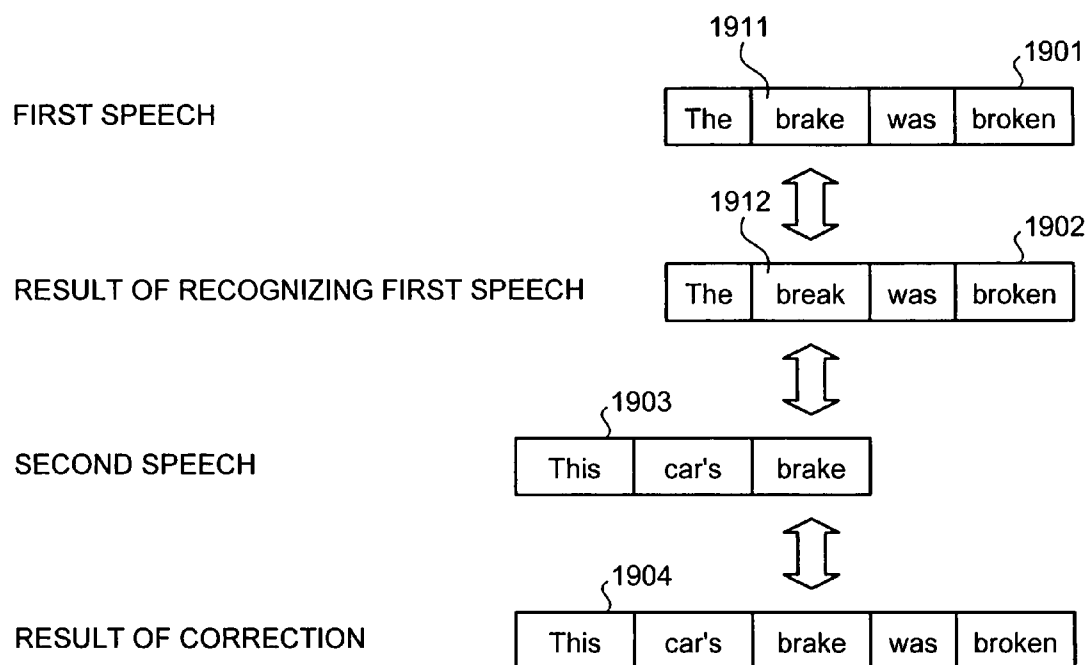 1911
1901
FIRST SPEECH The brake was broken
1912
1902
RESULT OF RECOGNIZING FIRST SPEECH The break was broken
1903
SECOND SPEECH This car's brake
1904
RESULT OF CORRECTION This car's brake was broken